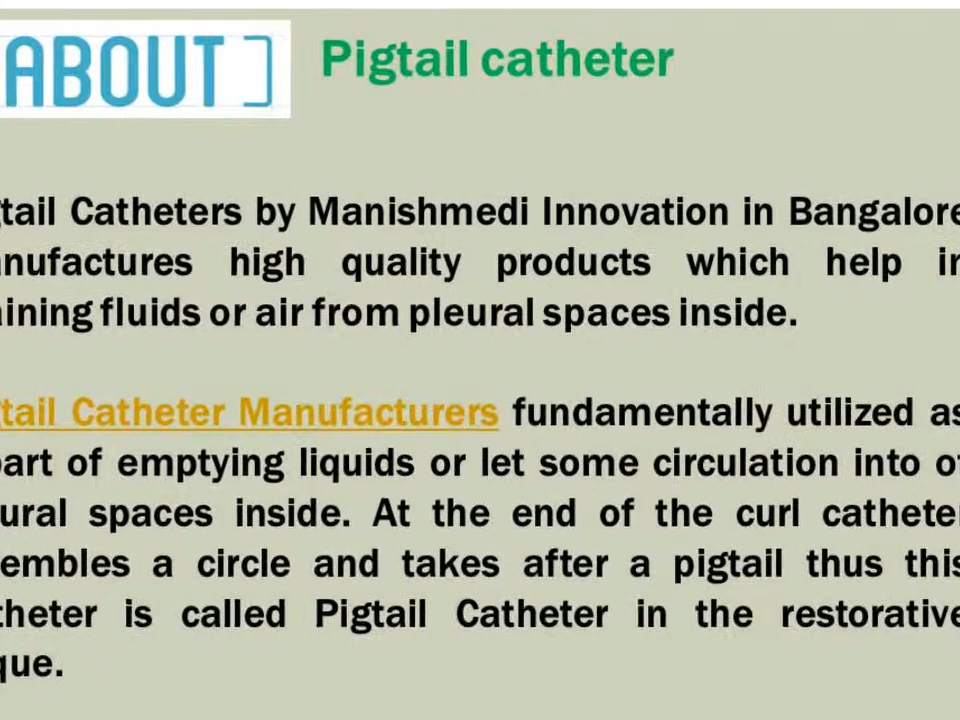 ABOUT
Pigtail catheter
tail Catheters by Manishmedi Innovation in Bangalore
nufactures high quality products which help in
ining fluids or air from pleural spaces inside.
tail Catheter Manufacturers fundamentally utilized as
part of emptying liquids or let some circulation into of
ural spaces inside. At the end of the curl catheter
embles a circle and takes after a pigtail thus this
theter is called Pigtail Catheter in the restorative
que.